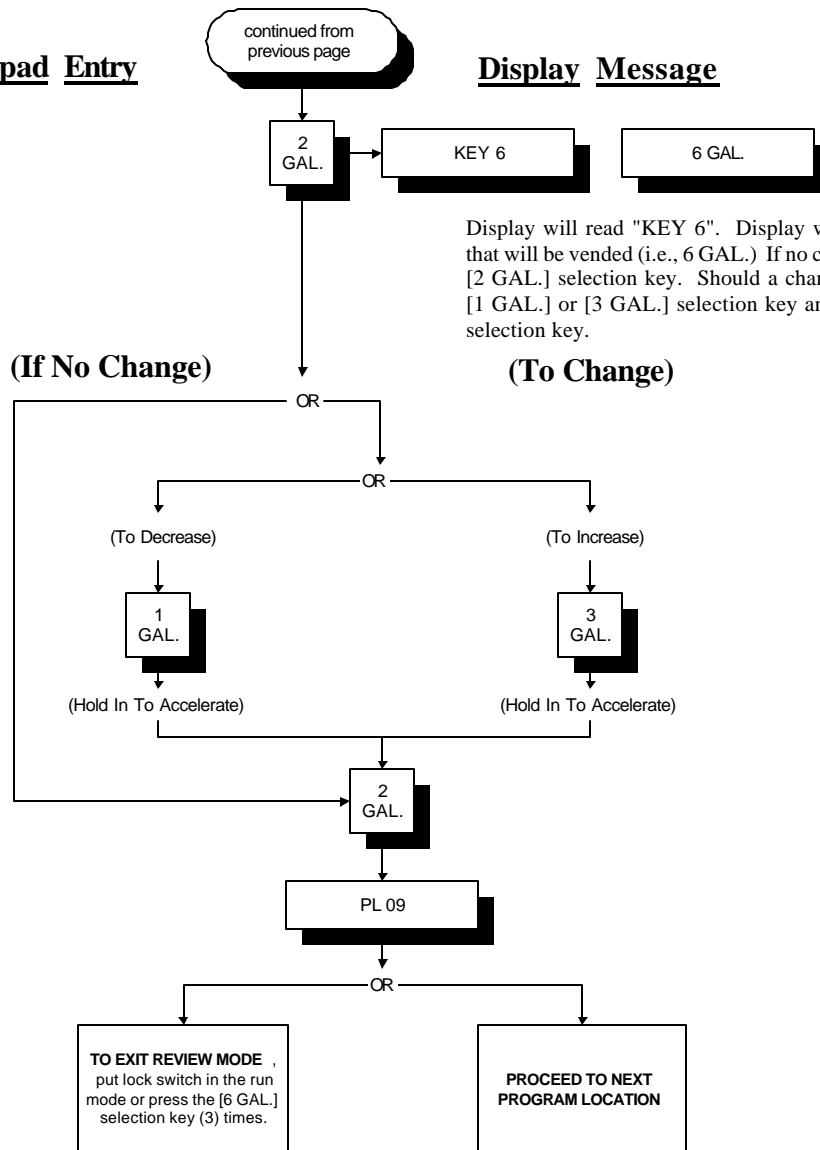 continued from
previous page
pad Entry
Display Message
2
GAL.
KEY 6
6 GAL.
Display will read "KEY 6". Display
that will be vended (i.e., 6 GAL.) If no
[2 GAL.] selection key. Should a
[1 GAL.] or [3 GAL.] selection key
selection key.
(If No Change)
(To Change)
OR
OR
(To Decrease)
(To Increase)
1
GAL.
3
GAL.
(Hold In To Accelerate)
(Hold In To Accelerate)
2
GAL.
PL 09
OR
TO EXIT REVIEW MODE ,
put lock switch in the run
mode or press the [6 GAL.]
selection key (3) times.
PROCEED TO NEXT
PROGRAM LOCATION